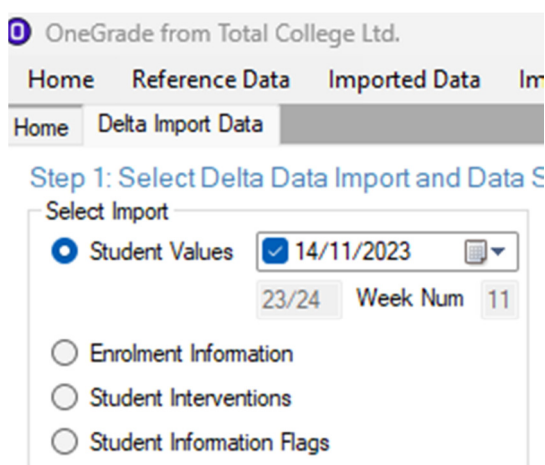 OneGrade from Total College Ltd.
Home Reference Data Imported Data Im
Home Delta Import Data
Step 1: Select Delta Data Import and Data S
Select Import
Student Values 14/11/2023
23/24 Week Num 11
Enrolment Information
Student Interventions
Student Information Flags